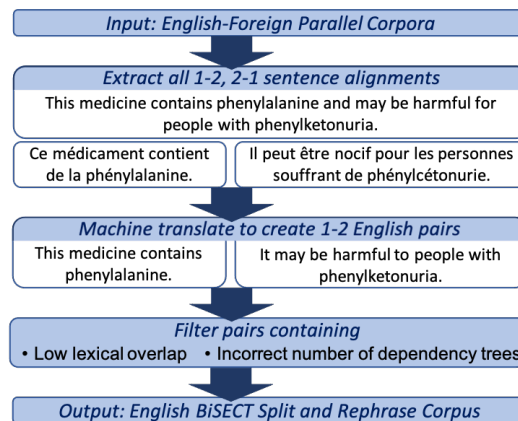 Input: English-Foreign Parallel Corpora
Extract all 1-2, 2-1 sentence alignments
This medicine contains phenylalanine and may be harmful for
people with phenylketonuria.
Ce médicament contient
de la phénylalanine.
Il peut être nocif pour les personnes
souffrant de phénylcétonurie.
Machine translate to create 1-2 English pairs
This medicine contains
phenylalanine.
It may be harmful to people with
phenylketonuria.
Filter pairs containing
• Low lexical overlap • Incorrect number of dependency trees
Output: English BiSECT Split and Rephrase Corpus